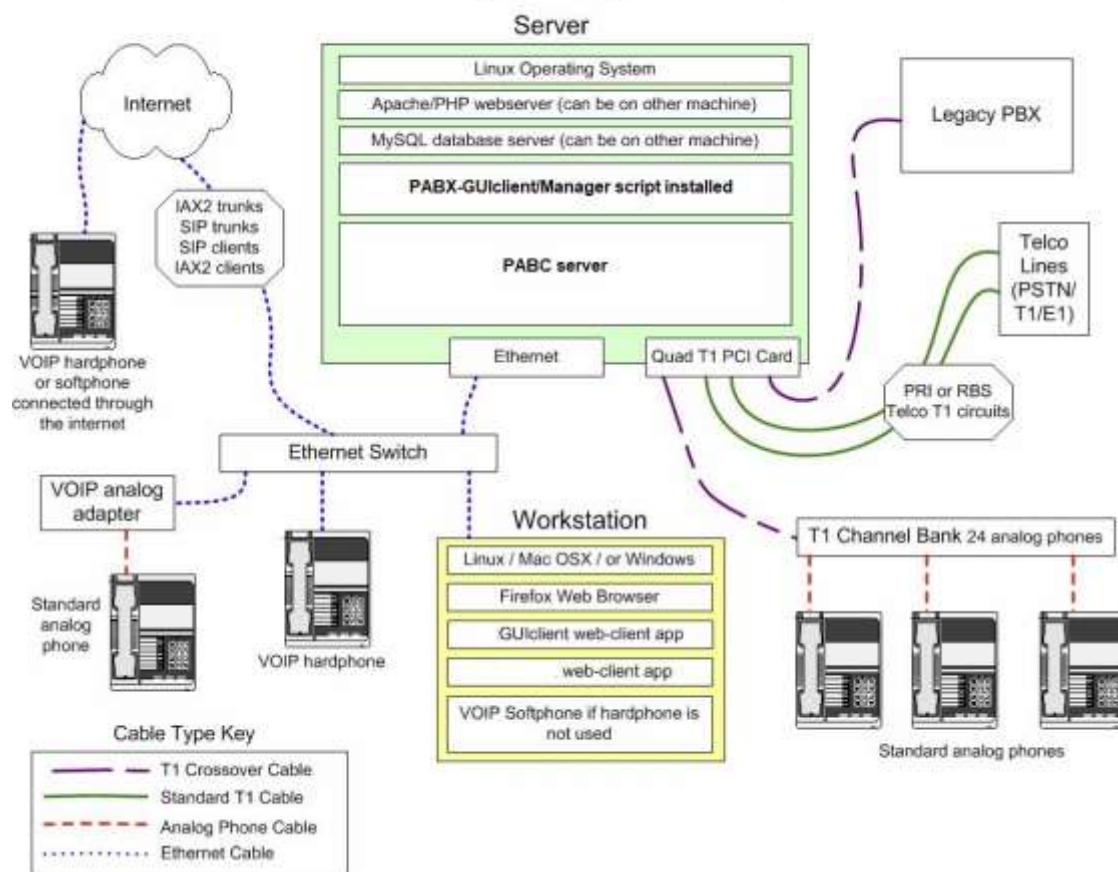 Server
Linux Operating System
Apache/PHP webserver (can be on other machine)
MySQL database server (can be on other machine)
PABX-GUIclient/Manager script installed
PABC server
Ethernet
Quad T1 PCI Card
Internet
IAX2 trunks
SIP trunks
SIP clients
IAX2 clients
VOIP hardphone
or softphone
connected through
the internet
Legacy PBX
Telco
Lines
(PSTN/
T1/E1)
PRI or RBS
Telco T1 circuits
Ethernet Switch
VOIP analog
adapter
Standard
analog
phone
VOIP hardphone
Workstation
Linux / Mac OSX / or Windows
Firefox Web Browser
GUIclient web-client app
web-client app
VOIP Softphone if hardphone is
not used
T1 Channel Bank 24 analog phones
Standard analog phones
Cable Type Key
T1 Crossover Cable
Standard T1 Cable
Analog Phone Cable
Ethernet Cable